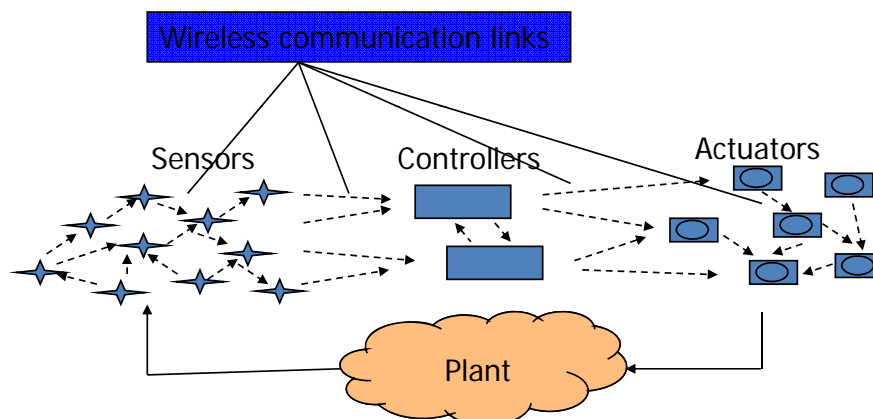 Wireless communication links
Sensors
Controllers
Actuators
Plant